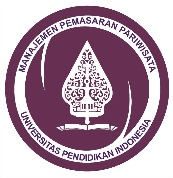 MANAJEMEN PEMASARAN PARIWISATA
UNIVERSITAS PENDIDIKAN INDONESIA